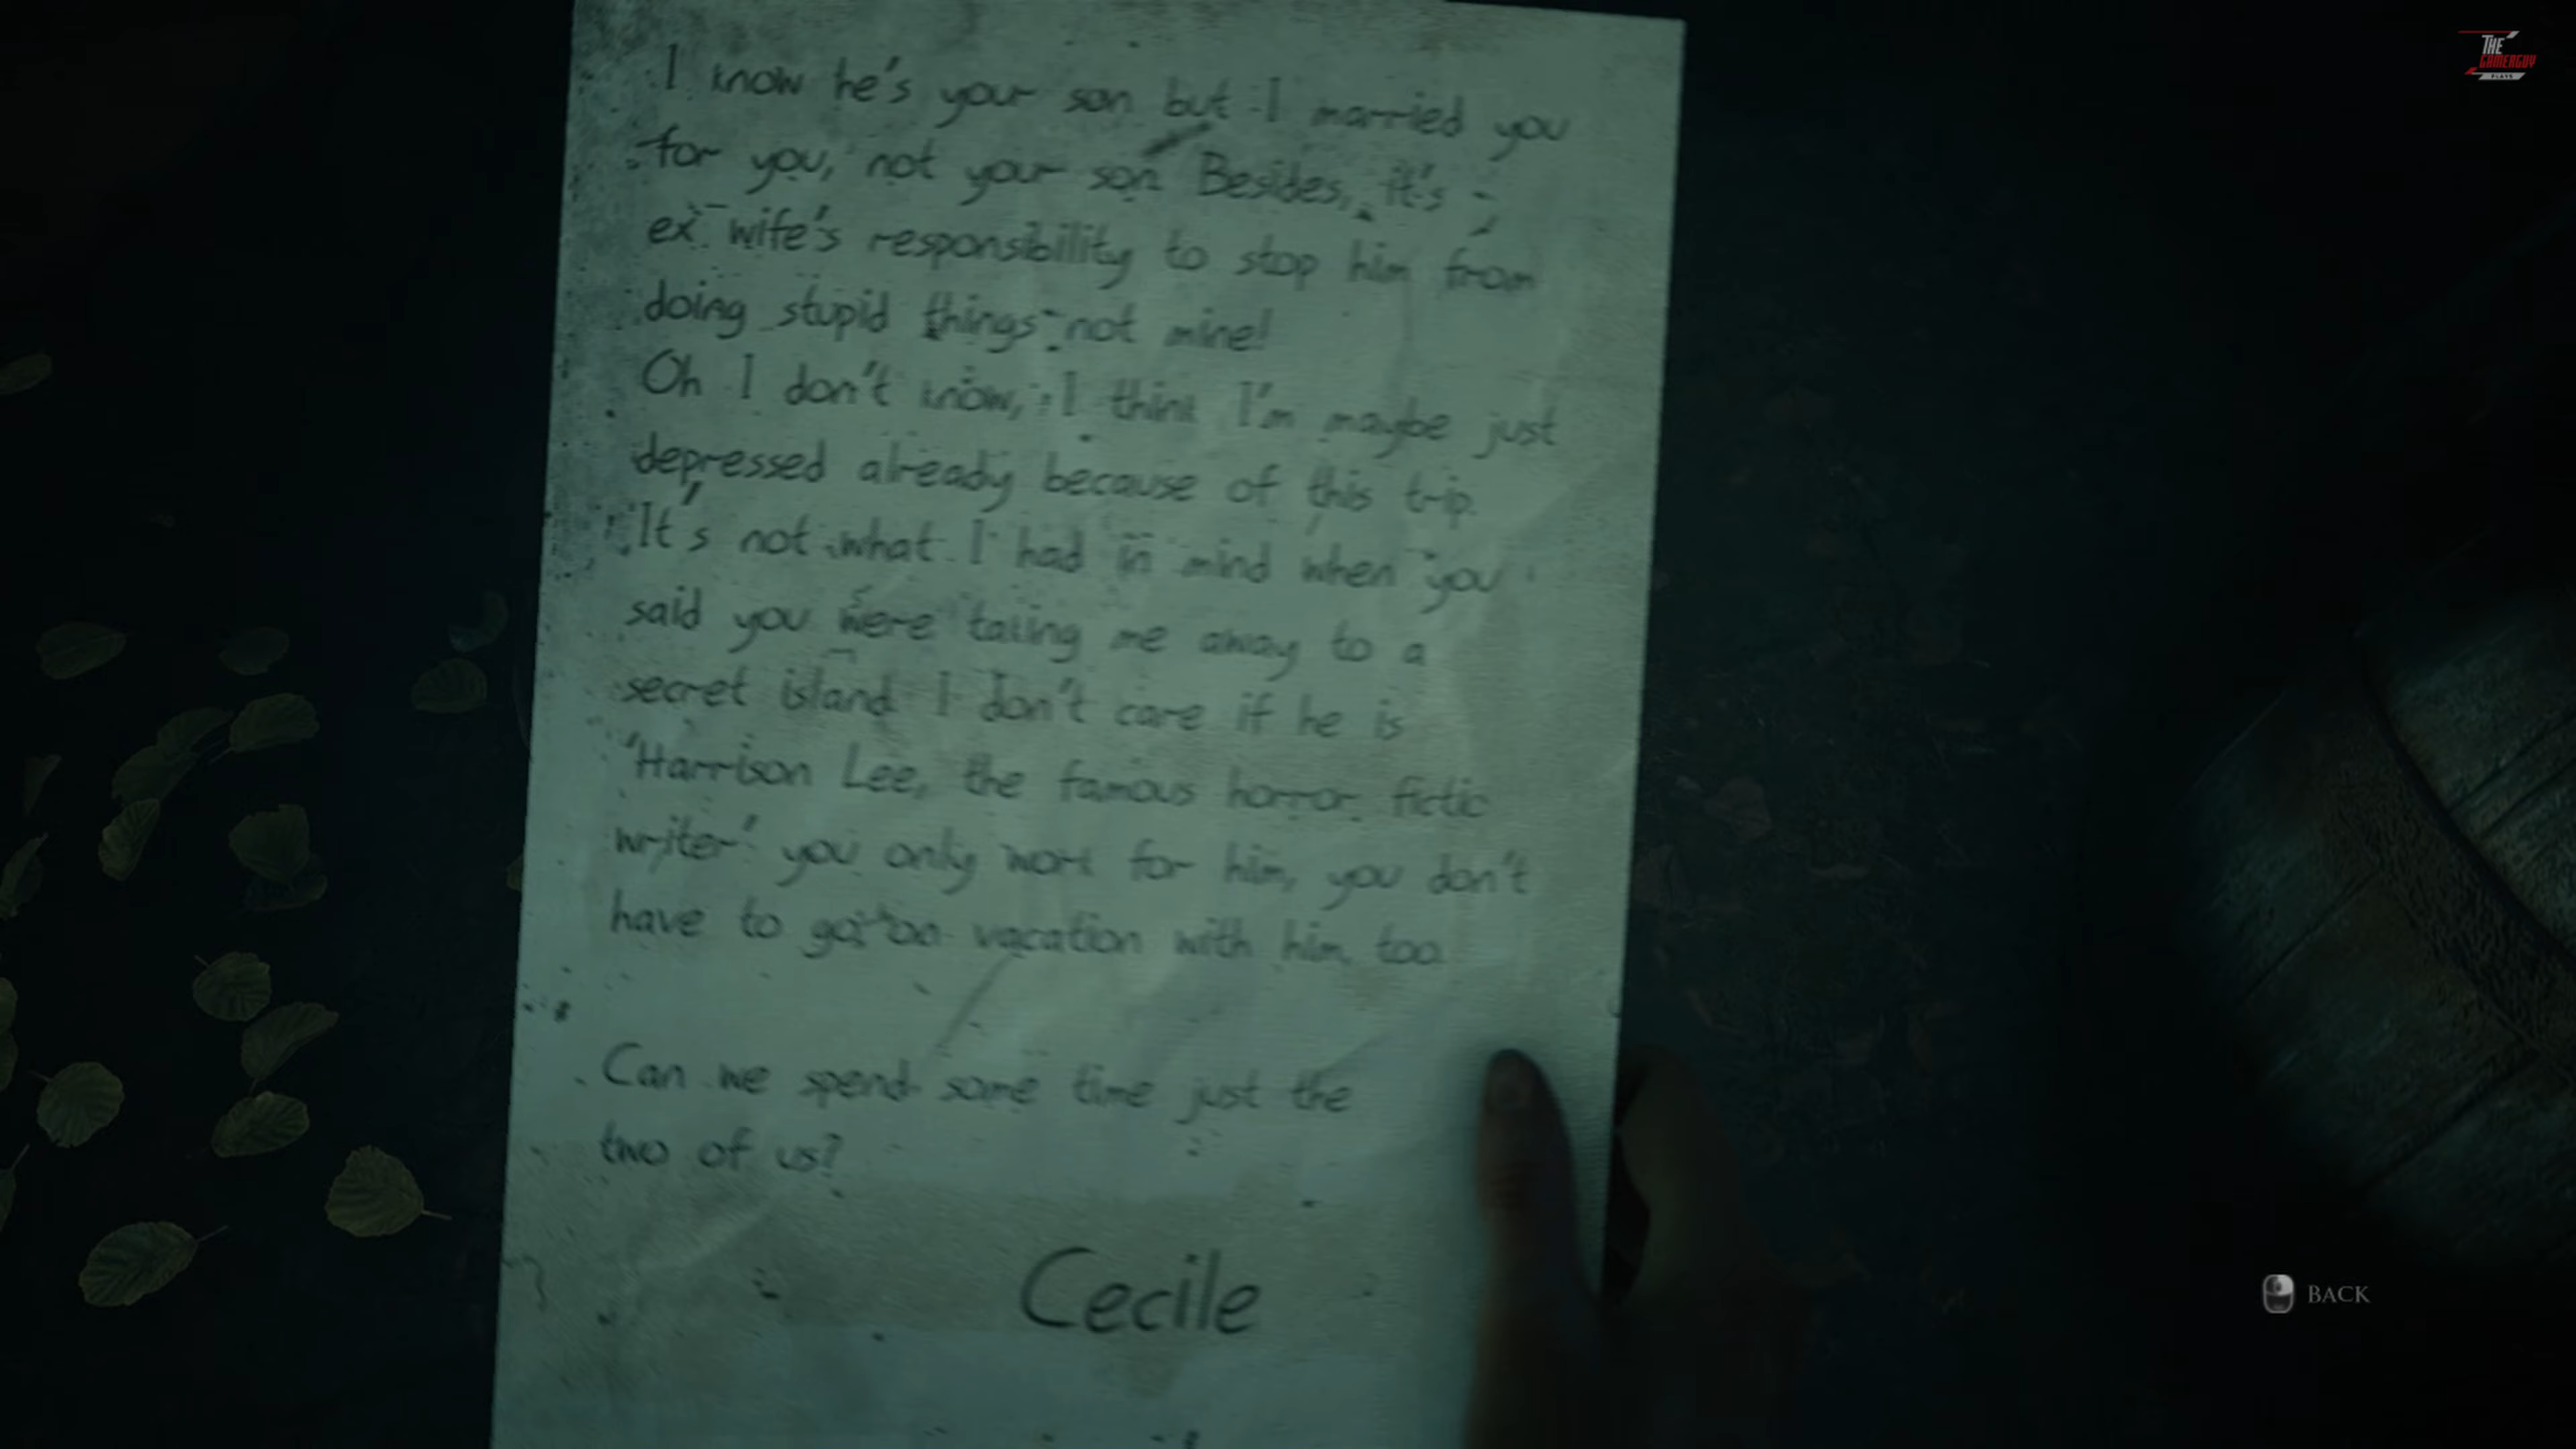 I know he's your son but I married you
for you, not your son. Besides, it's
ex wife's responsibility to stop him from
doing stupid things not mine!
Oh I don't know, I think I'm maybe just
depressed already because of this trip.
It's not what I had in mind when you
said you were taking me away to a
secret island. I don't care if he is
'Harrison Lee, the famous horror fictic
writer' you only work for him, you don't
have to go on vacation with him, too.
Can we spend some time just the
two of us?
Cecile
THE
GAMERGUY
PLAYS
BACK